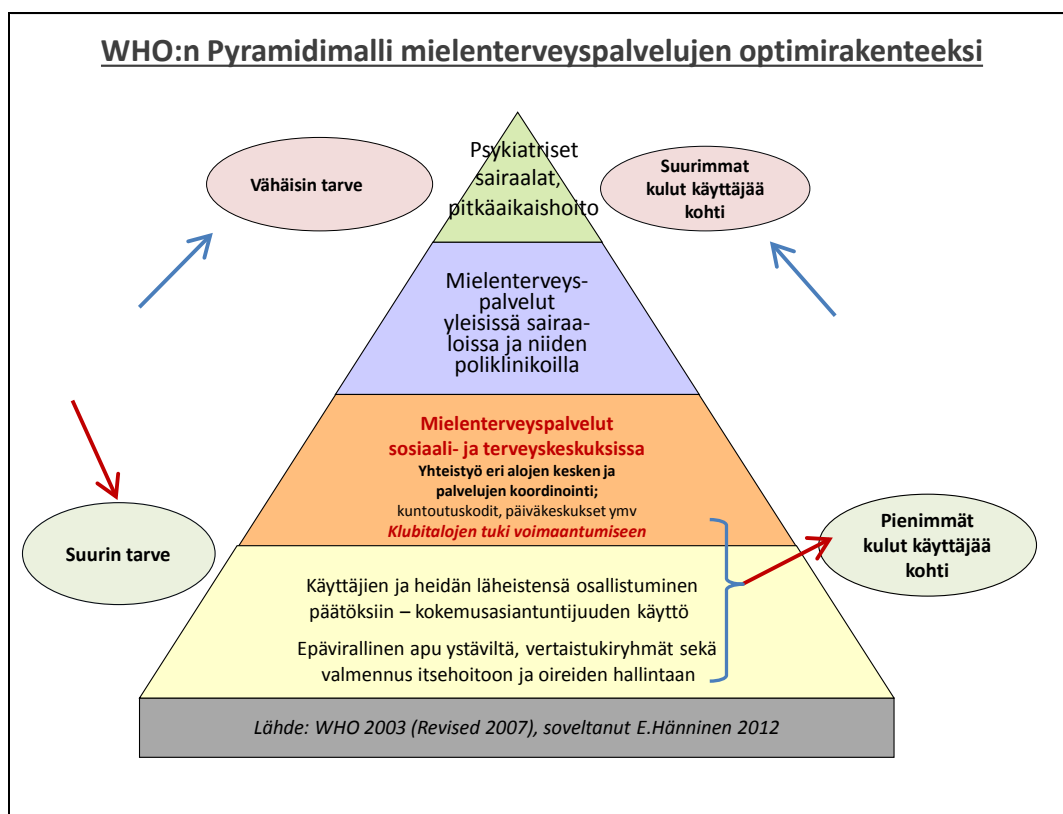 WHO:n Pyramidimalli mielenterveyspalvelujen optimirakenteeksi
Psykiatriset
sairaalat,
pitkäaikaishoito
Vähäisin tarve
Suurimmat
kulut käyttäjää
kohti
Mielenterveys-
palvelut
yleisissä sairaa-
loissa ja niiden
poliklinikoilla
Mielenterveyspalvelut
sosiaali- ja terveyskeskuksissa
Yhteistyö eri alojen kesken ja
palvelujen koordinointi;
kuntoutuskodit, päiväkeskukset ymv
Klubitalojen tuki voimaantumiseen
Suurin tarve
Pienimmät
kulut käyttäjää
kohti
Käyttäjien ja heidän läheistensä osallistuminen
päätöksiin – kokemusasiantuntijuuden käyttö
Epävirallinen apu ystäviltä, vertaistukiryhmät sekä
valmennus itsehoitoon ja oireiden hallintaan
Lähde: WHO 2003 (Revised 2007), soveltanut E.Hänninen 2012